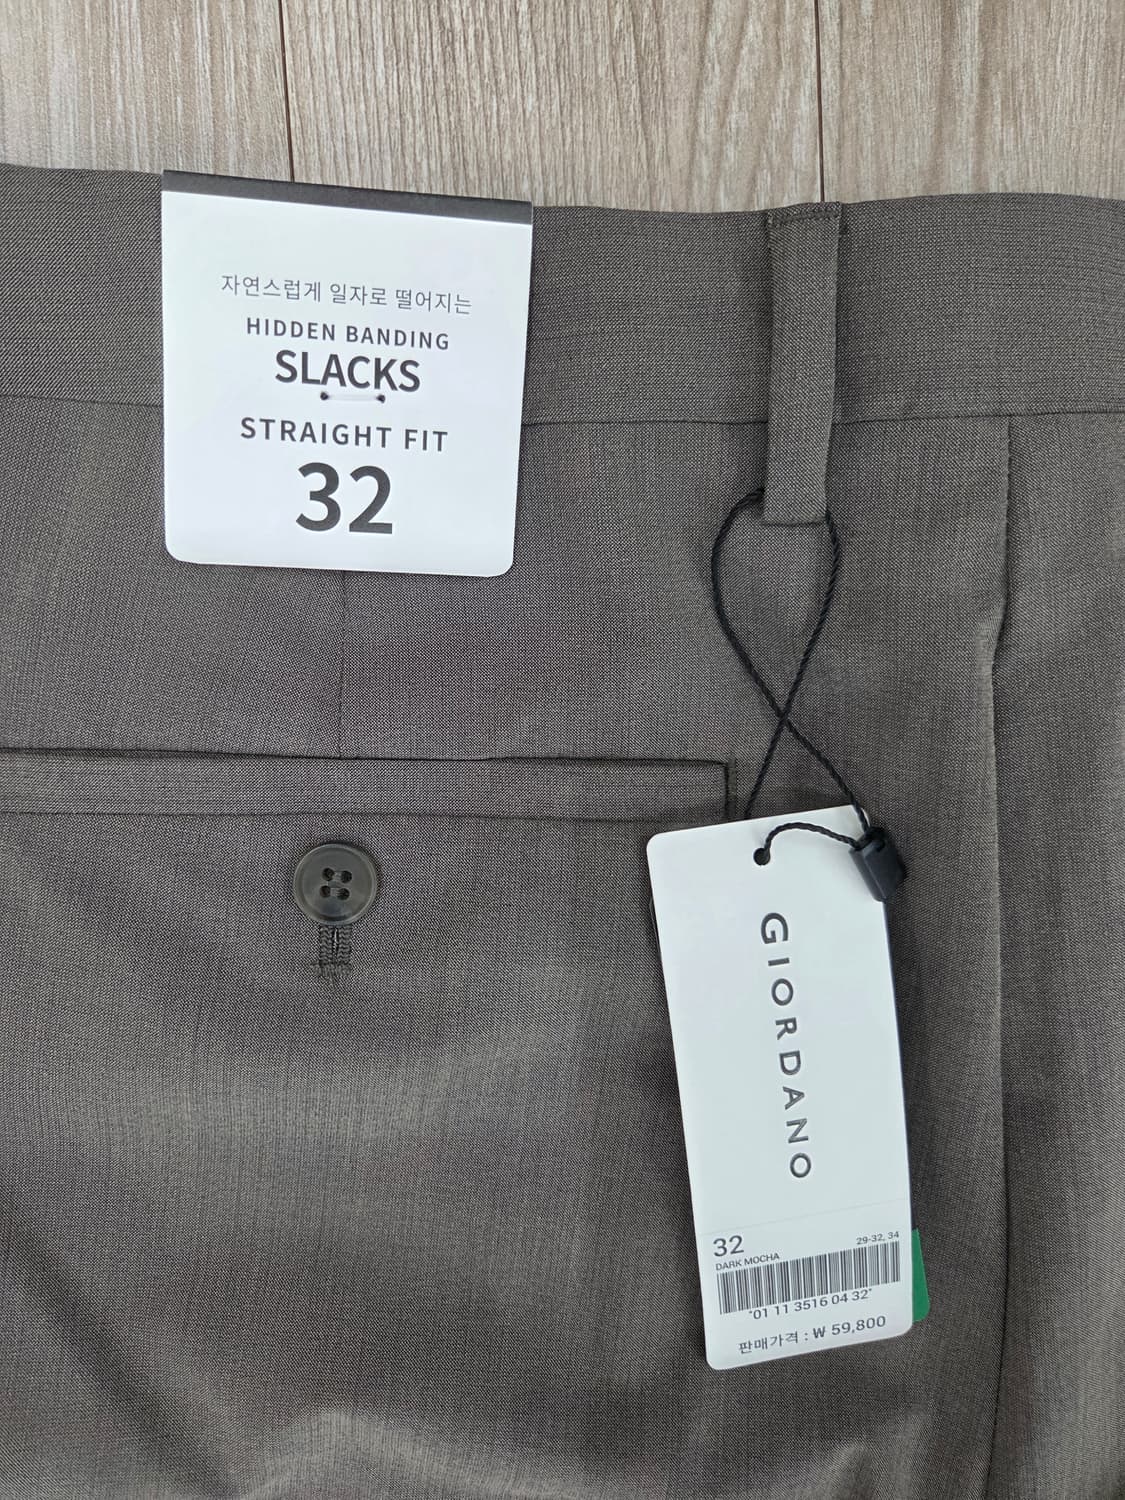 자연스럽게 일자로 떨어지는
HIDDEN BANDING
SLACKS
STRAIGHT FIT
32
GIORDANO
32
29-32, 34
DARK MOCHA
*01 11 3516 04 32*
판매가격 : ₩ 59,800